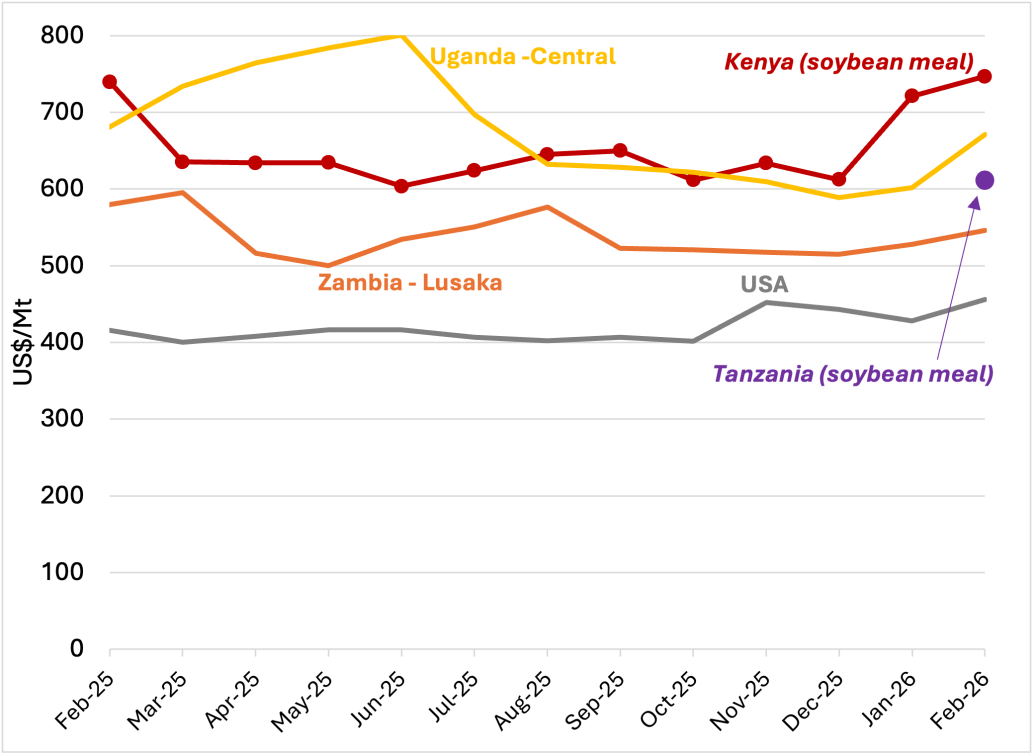 800
700
600
500
400
300
200
100
0
US$/Mt
Uganda -Central
Kenya (soybean meal)
Zambia - Lusaka
USA
Tanzania (soybean meal)
Feb-25
Mar-25
Apr-25
May-25
Jun-25
Jul-25
Aug-25
Sep-25
Oct-25
Nov-25
Dec-25
Jan-26
Feb-26